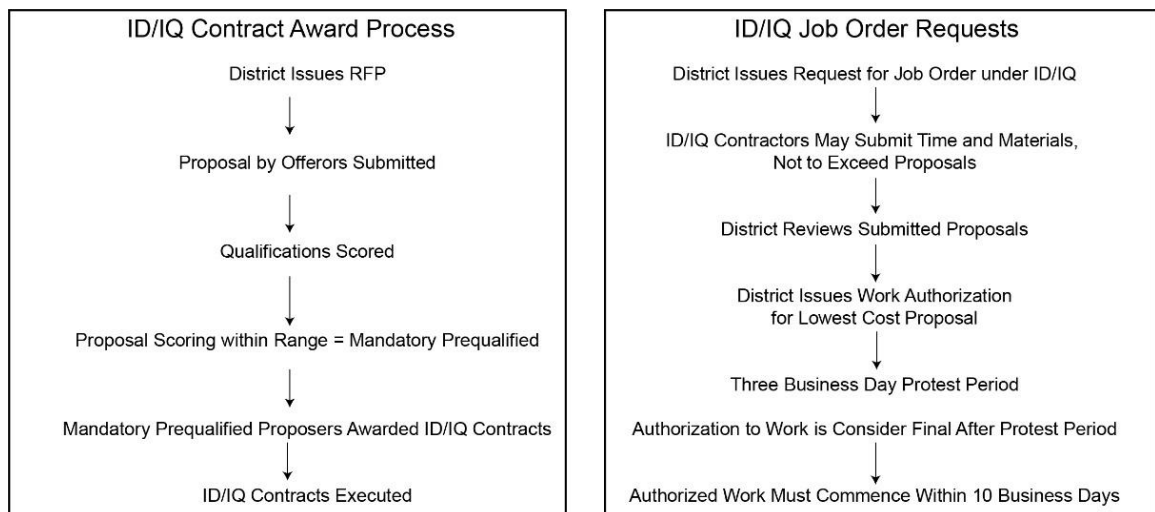 ID/IQ Contract Award Process
District Issues RFP
Proposal by Offerors Submitted
Qualifications Scored
Proposal Scoring within Range = Mandatory Prequalified
Mandatory Prequalified Proposers Awarded ID/IQ Contracts
ID/IQ Contracts Executed
ID/IQ Job Order Requests
District Issues Request for Job Order under ID/IQ
ID/IQ Contractors May Submit Time and Materials,
Not to Exceed Proposals
District Reviews Submitted Proposals
District Issues Work Authorization
for Lowest Cost Proposal
Three Business Day Protest Period
Authorization to Work is Consider Final After Protest Period
Authorized Work Must Commence Within 10 Business Days